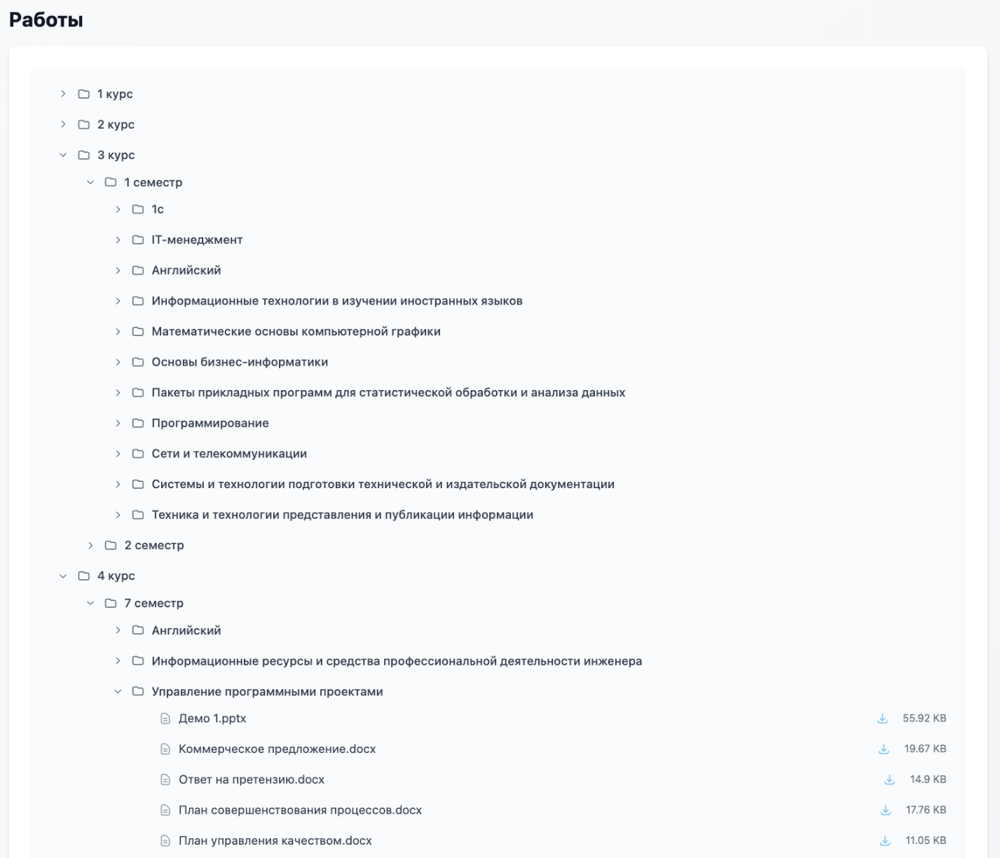 Работы
1 курс
2 курс
3 курс
1 семестр
1с
IT-менеджмент
Английский
Информационные технологии в изучении иностранных языков
Математические основы компьютерной графики
Основы бизнес-информатики
Пакеты прикладных программ для статистической обработки и анализа данных
Программирование
Сети и телекоммуникации
Системы и технологии подготовки технической и издательской документации
Техника и технологии представления и публикации информации
2 семестр
4 курс
7 семестр
Английский
Информационные ресурсы и средства профессиональной деятельности инженера
Управление программными проектами
Демо 1.pptx 55.92 KB
Коммерческое предложение.docx 19.67 KB
Ответ на претензию.docx 14.9 KB
План совершенствования процессов.docx 17.76 KB
План управления качеством.docx 11.05 KB